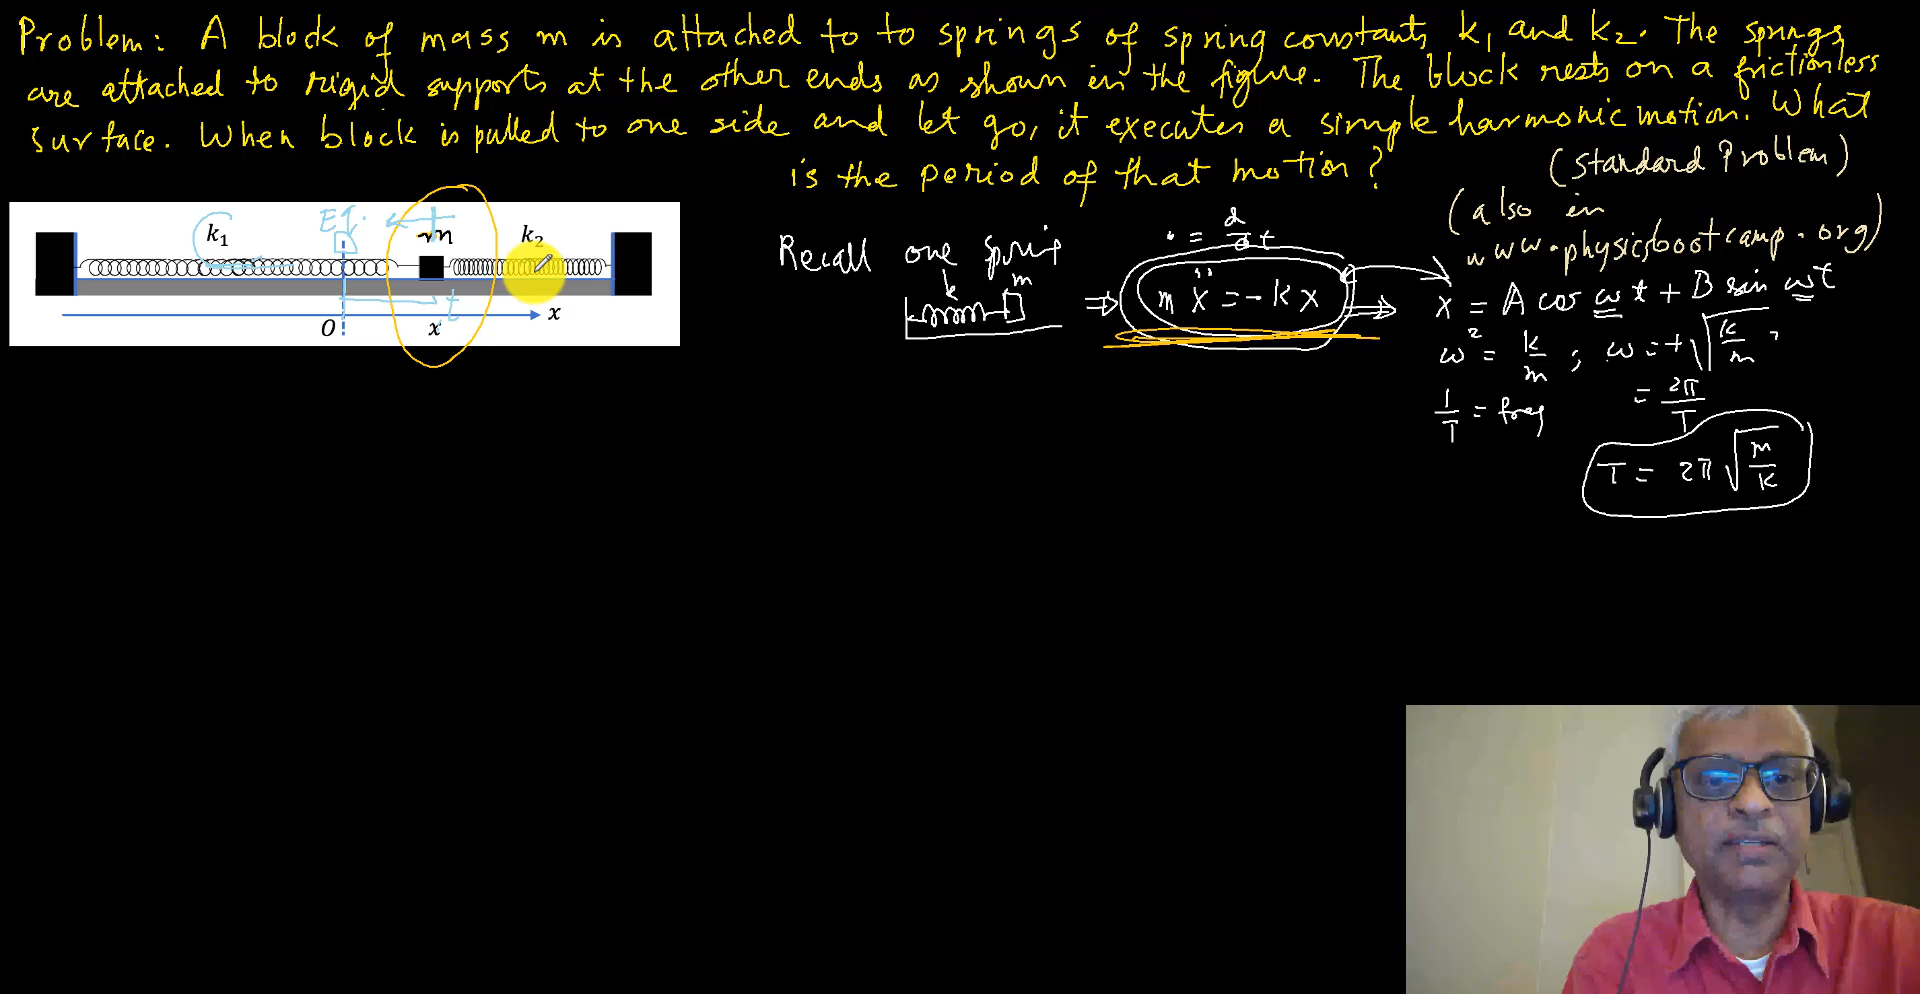 Problem: A block of mass m is attached to to springs of spring constants k₁ and k₂. The springs
are attached to rigid supports at the other ends as shown in the figure. The block rests on a frictionless
surface. When block is pulled to one side and let go, it executes a simple harmonic motion. What
is the period of that motion?
(standard Problem)
(also in
www.physicsbootcamp.org)
k₁ Eq. m k₂
O x x
Recall one spring
k m
· = d/dt
m ẍ = - k x
x = A cos ωt + B sin ωt
ω² = k/m ; ω = +√(k/m) ,
1/T = freq = 2π/T
T = 2π √(m/k)